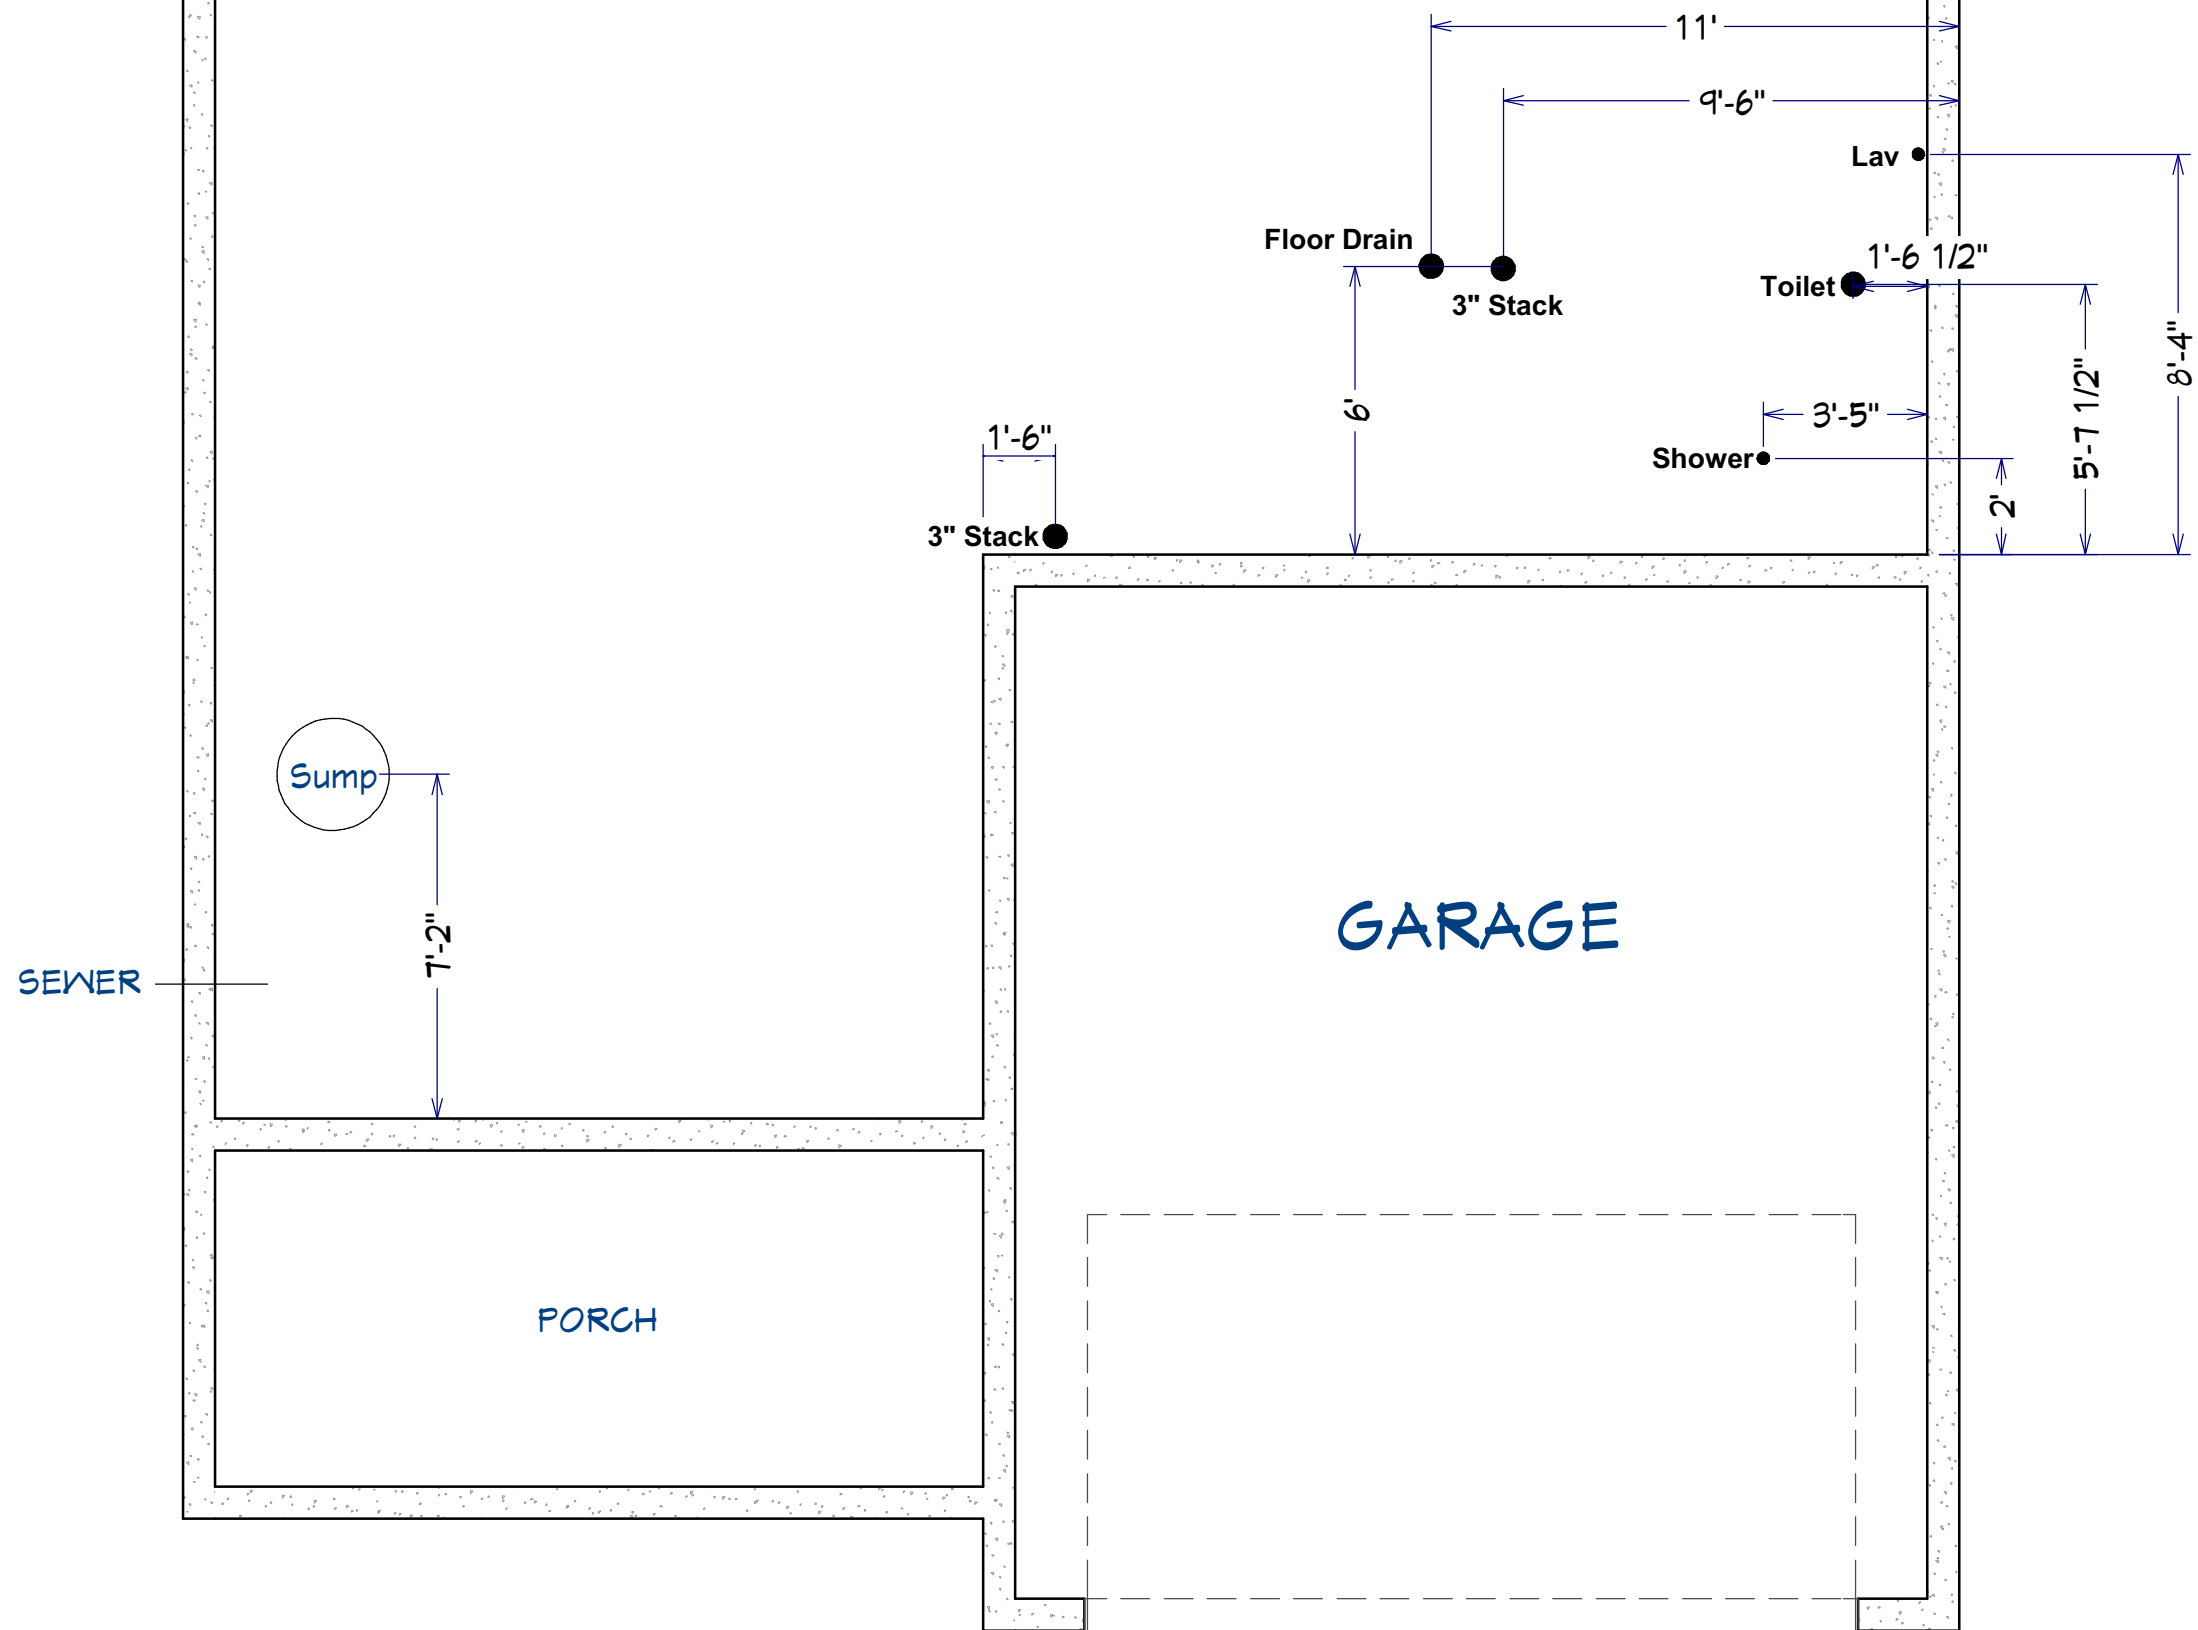 11'
9'-6"
Lav
Floor Drain
1'-6 1/2"
Toilet
3" Stack
8'-4"
5'-7 1/2"
6'
3'-5"
1'-6"
Shower
2'
3" Stack
Sump
GARAGE
7'-2"
SEWER
PORCH